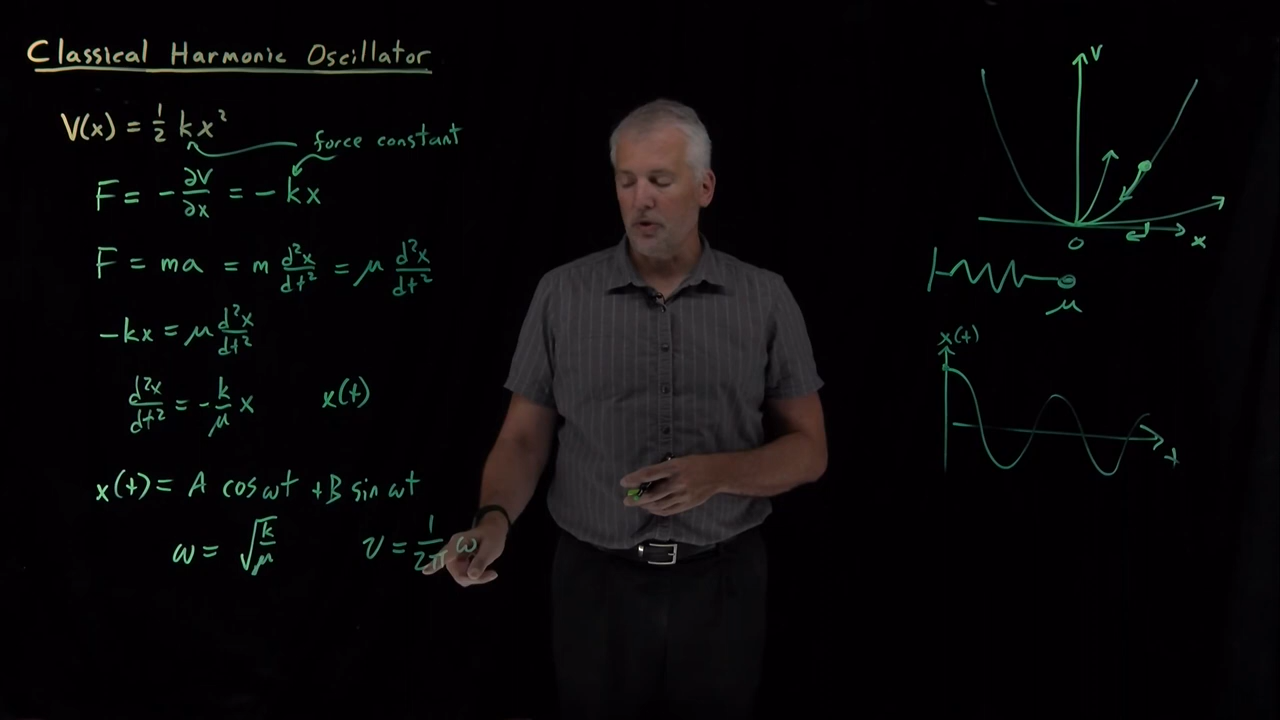 Classical Harmonic Oscillator
V(x) = 1/2 kx²
force constant
F = - ∂V/∂x = - kx
F = ma = m d²x/dt² = μ d²x/dt²
-kx = μ d²x/dt²
d²x/dt² = - k/μ x x(t)
x(t) = A cos ωt + B sin ωt
ω = √(k/μ) ν = 1/2π ω
V
0
x
μ
x(t)
t